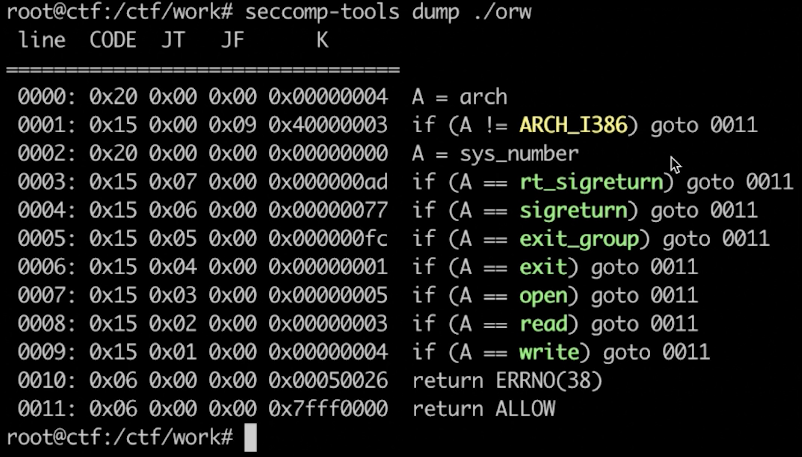 root@ctf:/ctf/work# seccomp-tools dump ./orw
 line  CODE  JT   JF      K
=================================
 0000: 0x20 0x00 0x00 0x00000004  A = arch
 0001: 0x15 0x00 0x09 0x40000003  if (A != ARCH_I386) goto 0011
 0002: 0x20 0x00 0x00 0x00000000  A = sys_number
 0003: 0x15 0x07 0x00 0x000000ad  if (A == rt_sigreturn) goto 0011
 0004: 0x15 0x06 0x00 0x00000077  if (A == sigreturn) goto 0011
 0005: 0x15 0x05 0x00 0x000000fc  if (A == exit_group) goto 0011
 0006: 0x15 0x04 0x00 0x00000001  if (A == exit) goto 0011
 0007: 0x15 0x03 0x00 0x00000005  if (A == open) goto 0011
 0008: 0x15 0x02 0x00 0x00000003  if (A == read) goto 0011
 0009: 0x15 0x01 0x00 0x00000004  if (A == write) goto 0011
 0010: 0x06 0x00 0x00 0x00050026  return ERRNO(38)
 0011: 0x06 0x00 0x00 0x7fff0000  return ALLOW
root@ctf:/ctf/work#